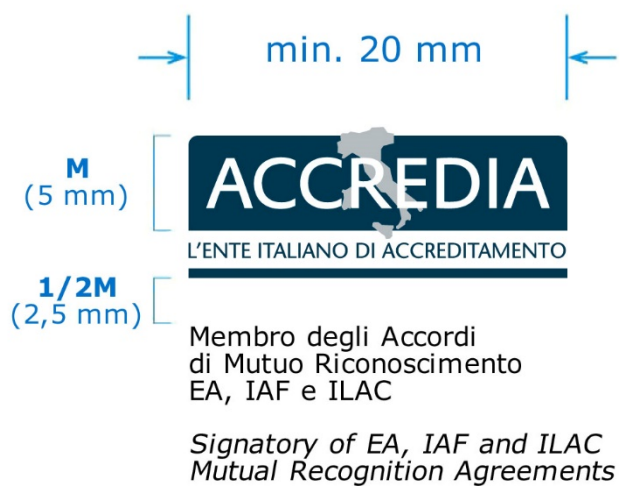 min. 20 mm
M
(5 mm)
ACCREDIA
L'ENTE ITALIANO DI ACCREDITAMENTO
1/2M
(2,5 mm)
Membro degli Accordi
di Mutuo Riconoscimento
EA, IAF e ILAC
Signatory of EA, IAF and ILAC
Mutual Recognition Agreements